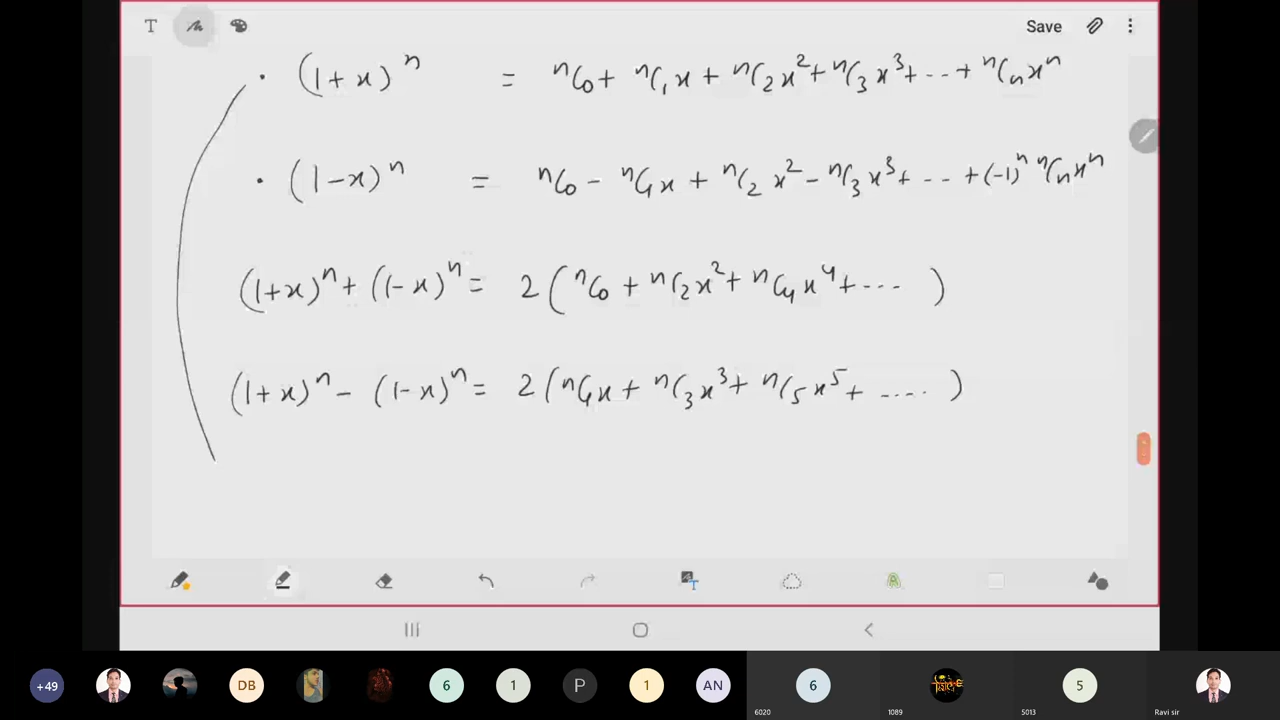 T Save
· (1+x)ⁿ = ⁿC₀ + ⁿC₁x + ⁿC₂x² + ⁿC₃x³ + ... + ⁿCₙxⁿ
· (1-x)ⁿ = ⁿC₀ - ⁿC₁x + ⁿC₂x² - ⁿC₃x³ + ... + (-1)ⁿ ⁿCₙxⁿ
(1+x)ⁿ + (1-x)ⁿ = 2(ⁿC₀ + ⁿC₂x² + ⁿC₄x⁴ + ... )
(1+x)ⁿ - (1-x)ⁿ = 2(ⁿC₁x + ⁿC₃x³ + ⁿC₅x⁵ + .... )
+49 DB 6 1 P 1 AN 6 5
6020 1089 5013 Ravi sir